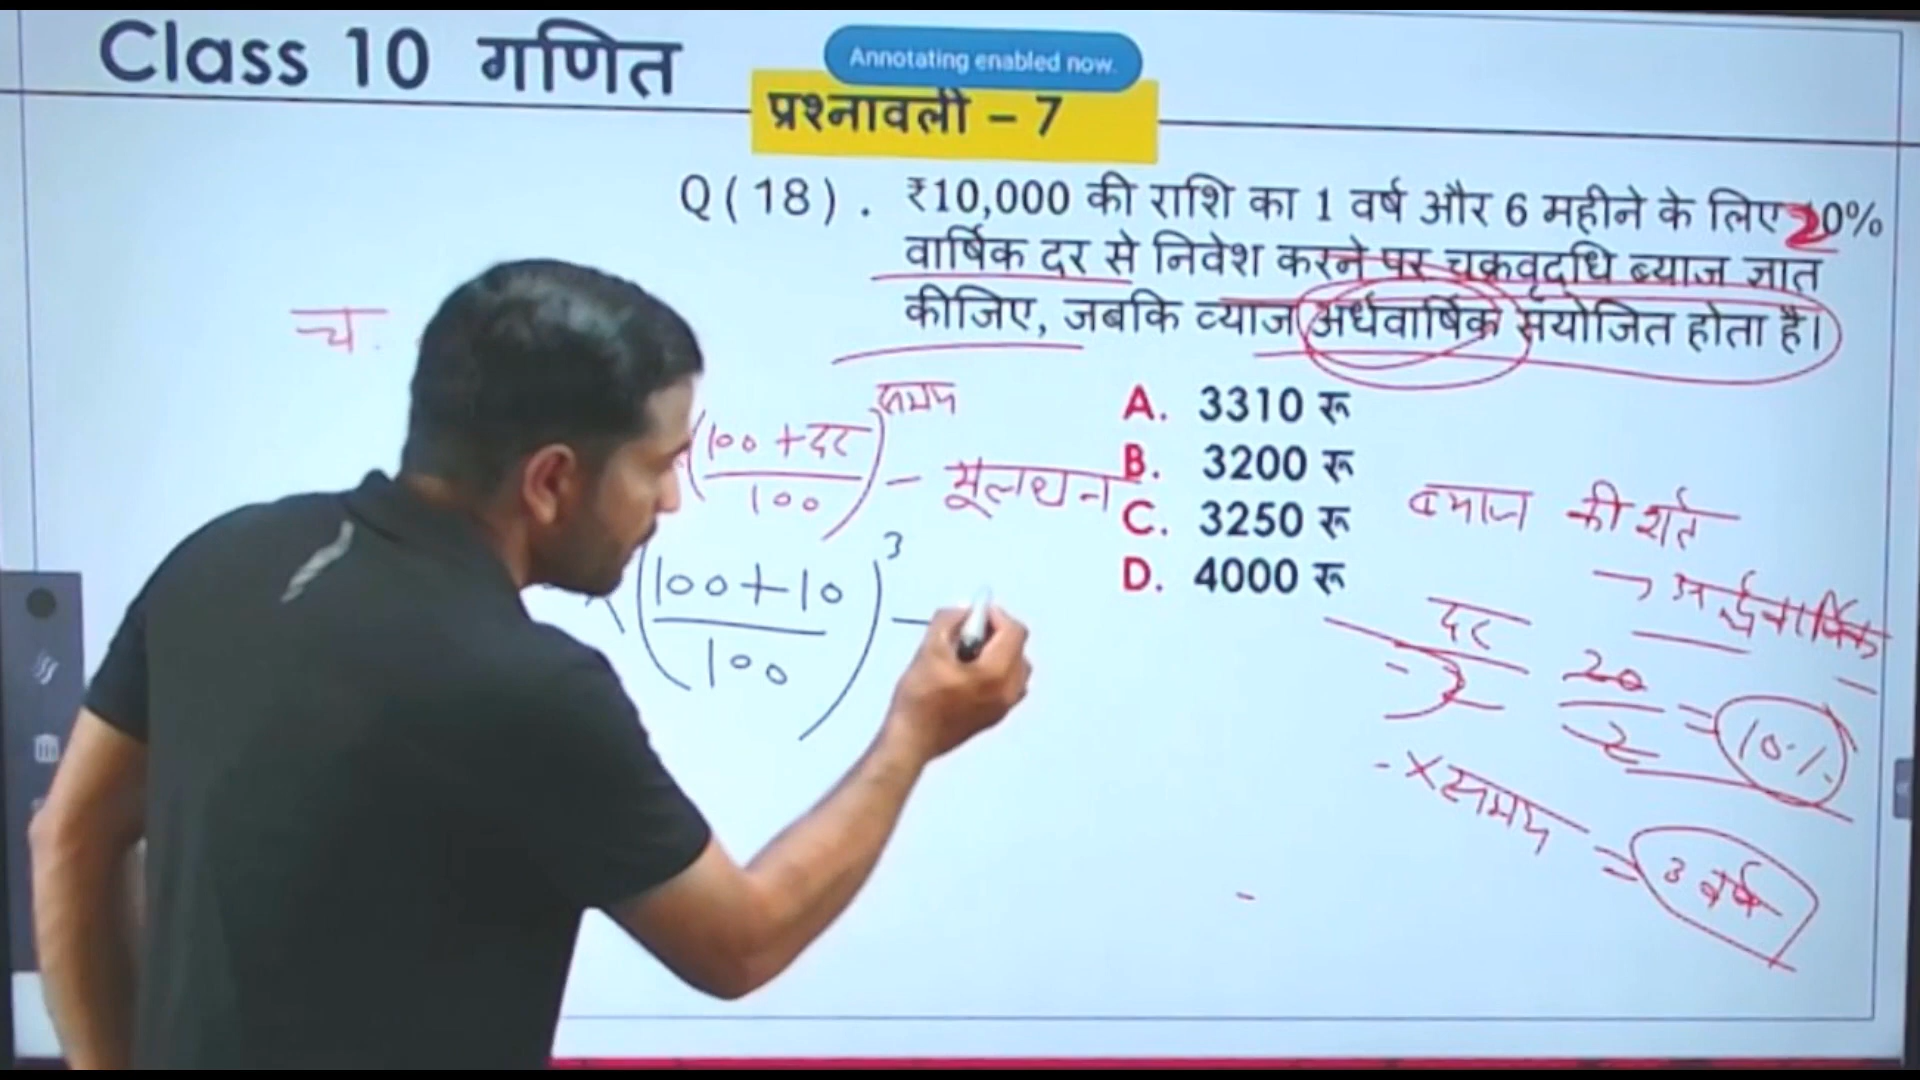 Class 10 गणित
Annotating enabled now.
प्रश्नावली – 7
Q(18). ₹10,000 की राशि का 1 वर्ष और 6 महीने के लिए 20%
वार्षिक दर से निवेश करने पर चक्रवृद्धि ब्याज ज्ञात
कीजिए, जबकि ब्याज अर्धवार्षिक संयोजित होता है।
च.
(100 + दर / 100)^समय – मूलधन
(100+10 / 100)^3 –
A. 3310 रू
B. 3200 रू
C. 3250 रू
D. 4000 रू
ब्याज की शर्त
→ अर्द्धवार्षिक
दर / 2
20 / 2 = 10%
× समय = 3 वर्ष